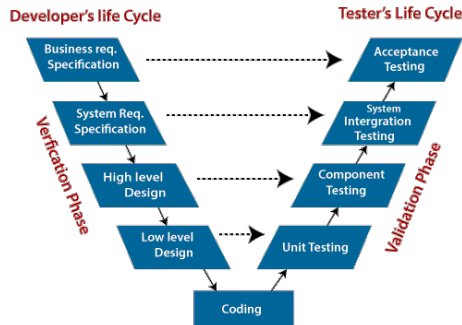 Developer's life Cycle
Tester's Life Cycle
Business req.
Specification
Acceptance
Testing
System Req.
Specification
System
Intergration
Testing
High level
Design
Component
Testing
Low level
Design
Unit Testing
Coding
Verfication Phase
Validation Phase